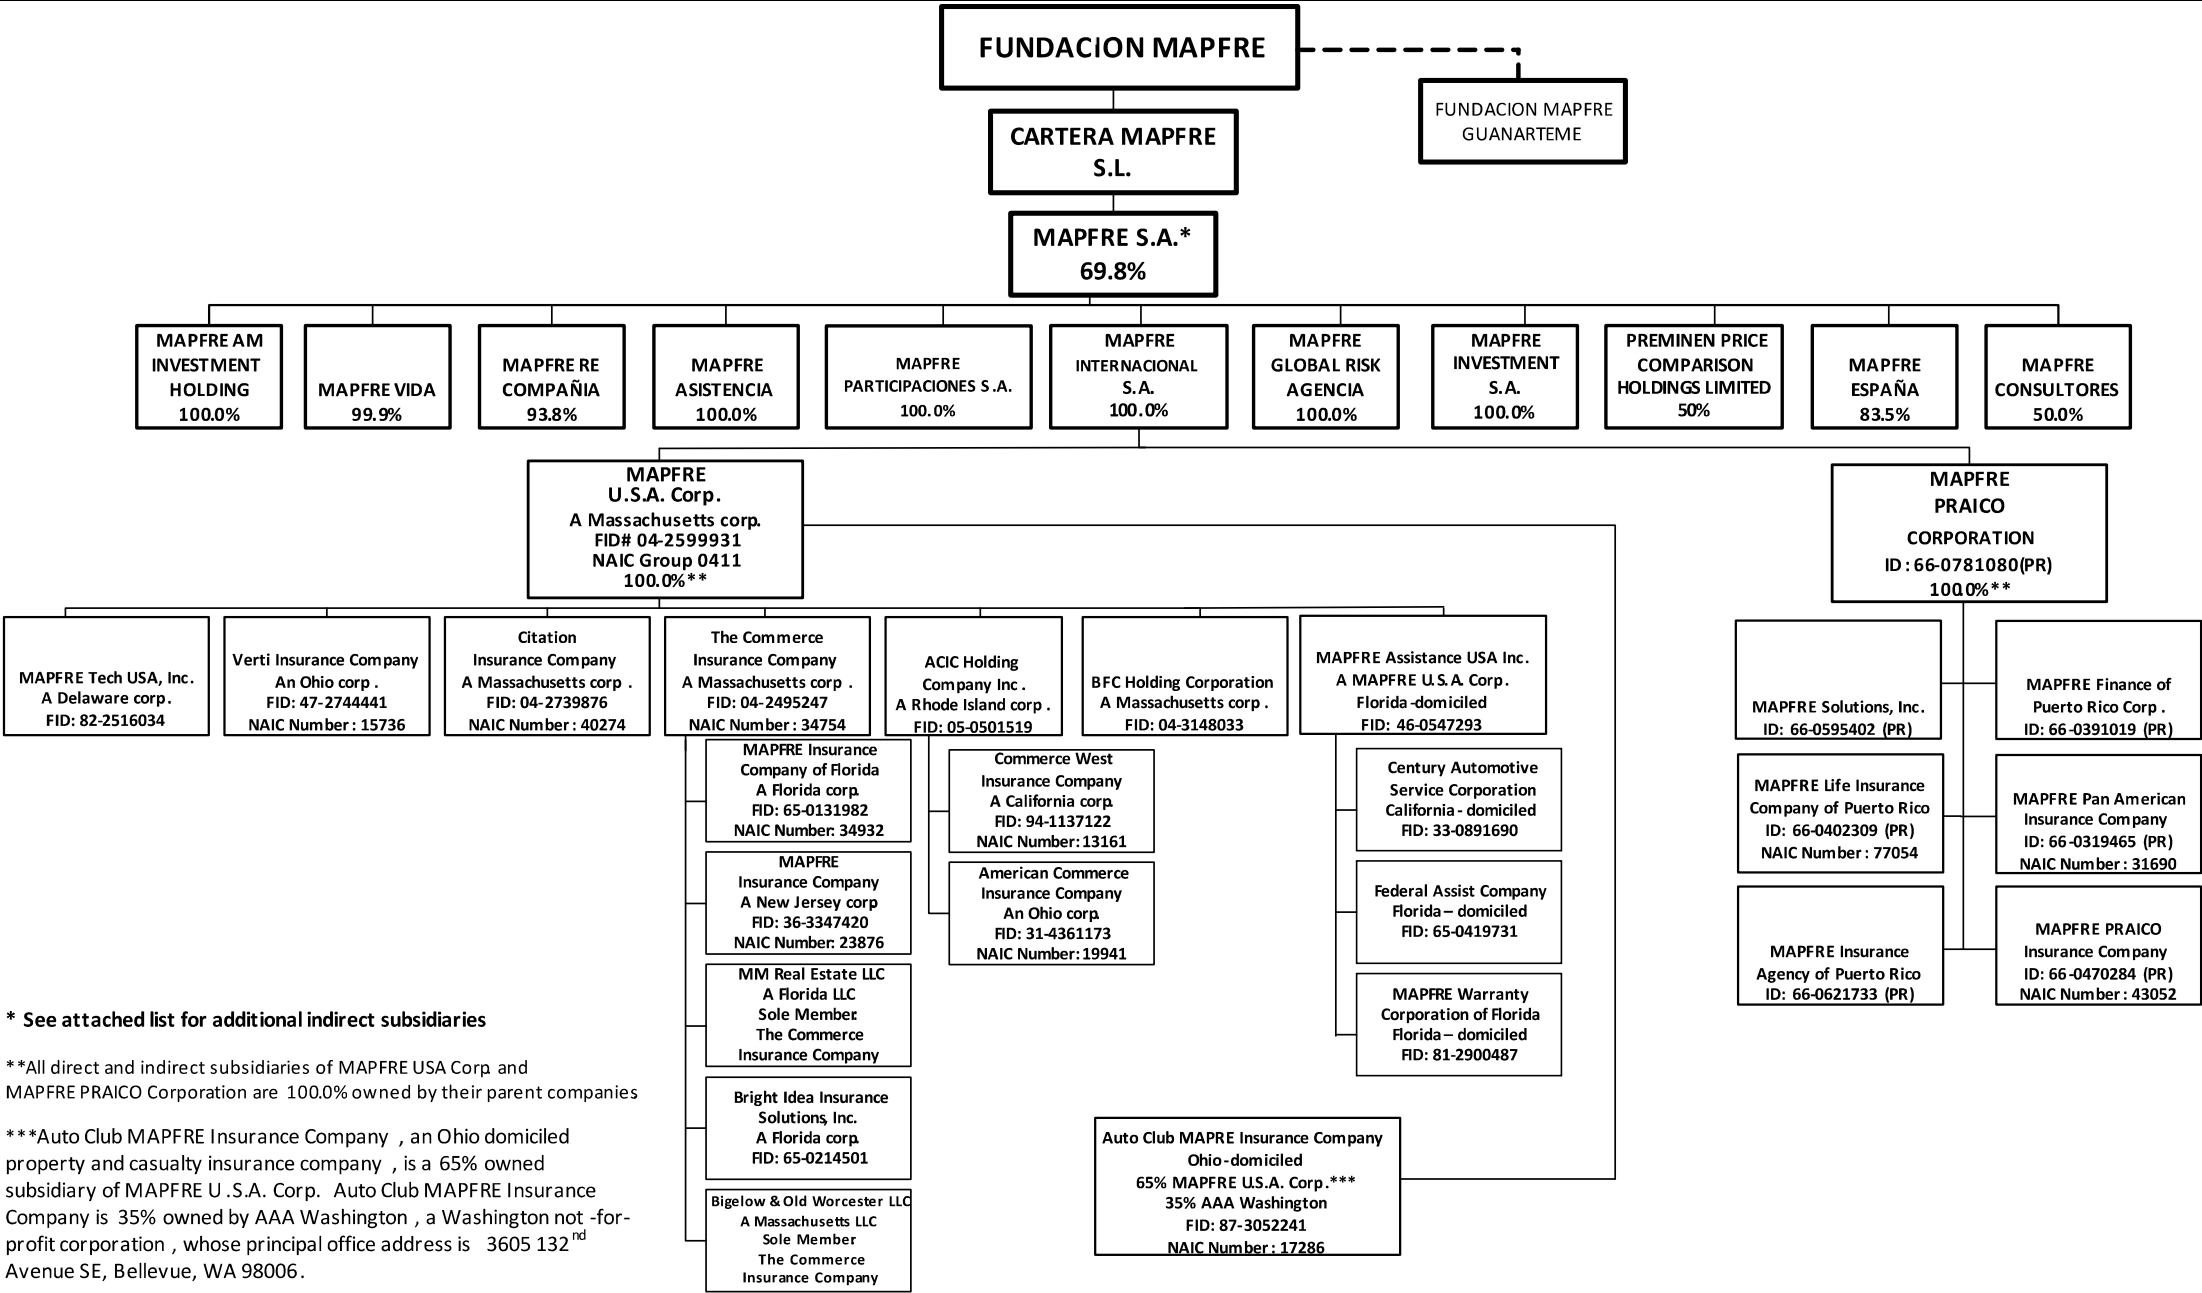 FUNDACION MAPFRE
FUNDACION MAPFRE
GUANARTEME
CARTERA MAPFRE
S.L.
MAPFRE S.A.*
69.8%
MAPFRE AM
INVESTMENT
HOLDING
100.0%
MAPFRE VIDA
99.9%
MAPFRE RE
COMPAÑIA
93.8%
MAPFRE
ASISTENCIA
100.0%
MAPFRE
PARTICIPACIONES S.A.
100.0%
MAPFRE
INTERNACIONAL
S.A.
100.0%
MAPFRE
GLOBAL RISK
AGENCIA
100.0%
MAPFRE
INVESTMENT
S.A.
100.0%
PREMINEN PRICE
COMPARISON
HOLDINGS LIMITED
50%
MAPFRE
ESPAÑA
83.5%
MAPFRE
CONSULTORES
50.0%
MAPFRE
U.S.A. Corp.
A Massachusetts corp.
FID# 04-2599931
NAIC Group 0411
100.0%**
MAPFRE
PRAICO
CORPORATION
ID: 66-0781080(PR)
100.0%**
MAPFRE Tech USA, Inc.
A Delaware corp.
FID: 82-2516034
Verti Insurance Company
An Ohio corp.
FID: 47-2744441
NAIC Number: 15736
Citation
Insurance Company
A Massachusetts corp.
FID: 04-2739876
NAIC Number: 40274
The Commerce
Insurance Company
A Massachusetts corp.
FID: 04-2495247
NAIC Number: 34754
ACIC Holding
Company Inc.
A Rhode Island corp.
FID: 05-0501519
BFC Holding Corporation
A Massachusetts corp.
FID: 04-3148033
MAPFRE Assistance USA Inc.
A MAPFRE U.S.A. Corp.
Florida-domiciled
FID: 46-0547293
MAPFRE Insurance
Company of Florida
A Florida corp.
FID: 65-0131982
NAIC Number: 34932
MAPFRE
Insurance Company
A New Jersey corp
FID: 36-3347420
NAIC Number: 23876
MM Real Estate LLC
A Florida LLC
Sole Member:
The Commerce
Insurance Company
Bright Idea Insurance
Solutions, Inc.
A Florida corp.
FID: 65-0214501
Bigelow & Old Worcester LLC
A Massachusetts LLC
Sole Member
The Commerce
Insurance Company
Commerce West
Insurance Company
A California corp.
FID: 94-1137122
NAIC Number: 13161
American Commerce
Insurance Company
An Ohio corp.
FID: 31-4361173
NAIC Number: 19941
Century Automotive
Service Corporation
California - domiciled
FID: 33-0891690
Federal Assist Company
Florida – domiciled
FID: 65-0419731
MAPFRE Warranty
Corporation of Florida
Florida – domiciled
FID: 81-2900487
Auto Club MAPRE Insurance Company
Ohio-domiciled
65% MAPFRE U.S.A. Corp.***
35% AAA Washington
FID: 87-3052241
NAIC Number: 17286
MAPFRE Solutions, Inc.
ID: 66-0595402 (PR)
MAPFRE Finance of
Puerto Rico Corp.
ID: 66-0391019 (PR)
MAPFRE Life Insurance
Company of Puerto Rico
ID: 66-0402309 (PR)
NAIC Number: 77054
MAPFRE Pan American
Insurance Company
ID: 66-0319465 (PR)
NAIC Number: 31690
MAPFRE Insurance
Agency of Puerto Rico
ID: 66-0621733 (PR)
MAPFRE PRAICO
Insurance Company
ID: 66-0470284 (PR)
NAIC Number: 43052
* See attached list for additional indirect subsidiaries
**All direct and indirect subsidiaries of MAPFRE USA Corp. and
MAPFRE PRAICO Corporation are 100.0% owned by their parent companies
***Auto Club MAPFRE Insurance Company, an Ohio domiciled
property and casualty insurance company, is a 65% owned
subsidiary of MAPFRE U.S.A. Corp. Auto Club MAPFRE Insurance
Company is 35% owned by AAA Washington, a Washington not-for-
profit corporation, whose principal office address is 3605 132nd
Avenue SE, Bellevue, WA 98006.